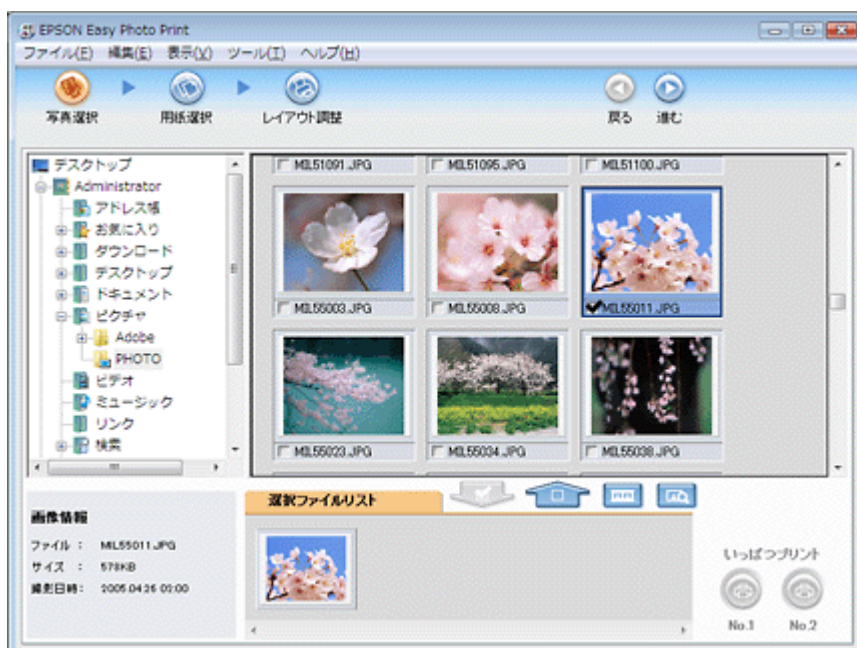 EPSON Easy Photo Print
ファイル(F) 編集(E) 表示(V) ツール(T) ヘルプ(H)
写真選択 用紙選択 レイアウト調整 戻る 進む
デスクトップ
Administrator
アドレス帳
お気に入り
ダウンロード
デスクトップ
ドキュメント
ピクチャ
Adobe
PHOTO
ビデオ
ミュージック
リンク
検索
MIL51091.JPG MIL51095.JPG MIL51100.JPG
MIL55003.JPG MIL55008.JPG MIL55011.JPG
MIL55023.JPG MIL55034.JPG MIL55038.JPG
選択ファイルリスト
画像情報
ファイル : MIL55011.JPG
サイズ : 578KB
撮影日時: 2005.04.26 02:00
いっぱつプリント
No.1 No.2